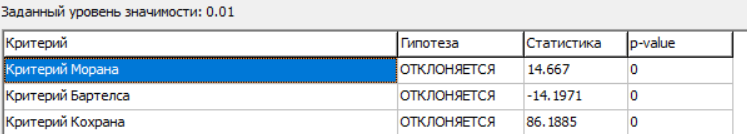 Заданный уровень значимости: 0.01
Критерий Гипотеза Статистика p-value
Критерий Морана ОТКЛОНЯЕТСЯ 14.667 0
Критерий Бартелса ОТКЛОНЯЕТСЯ -14.1971 0
Критерий Кохрана ОТКЛОНЯЕТСЯ 86.1885 0